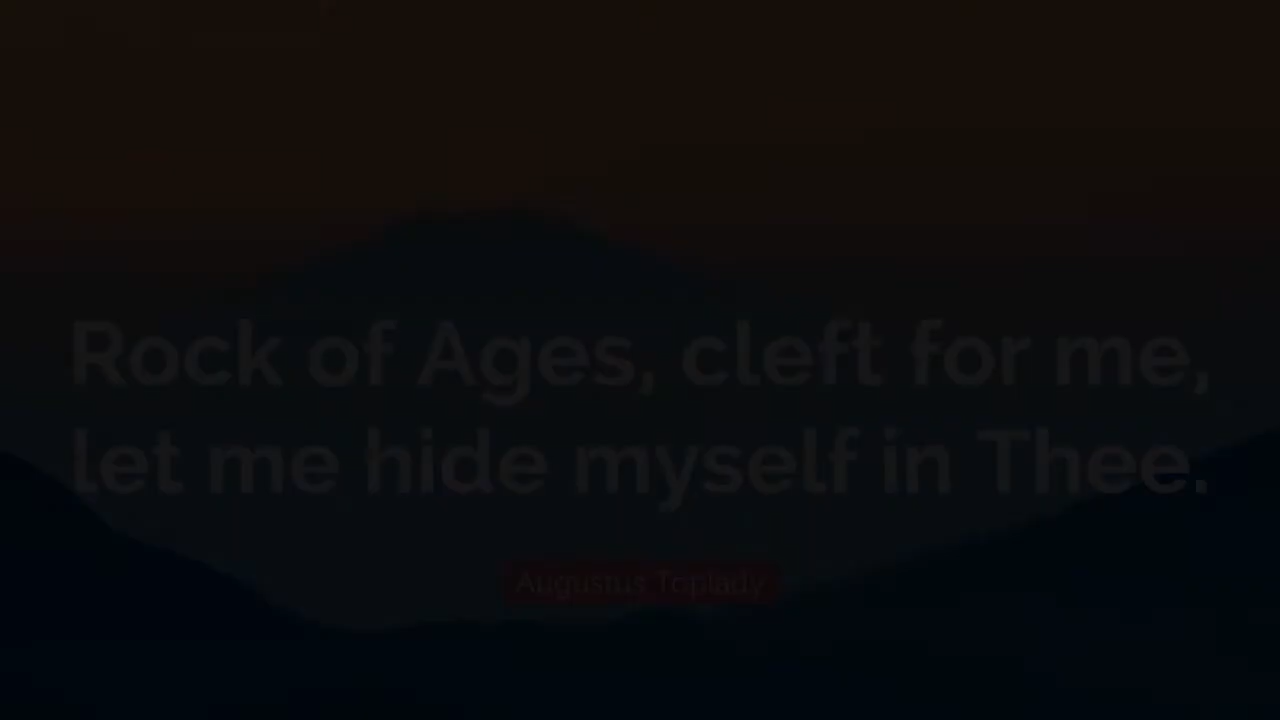 Rock of Ages, cleft for me,
let me hide myself in Thee.
Augustus Toplady